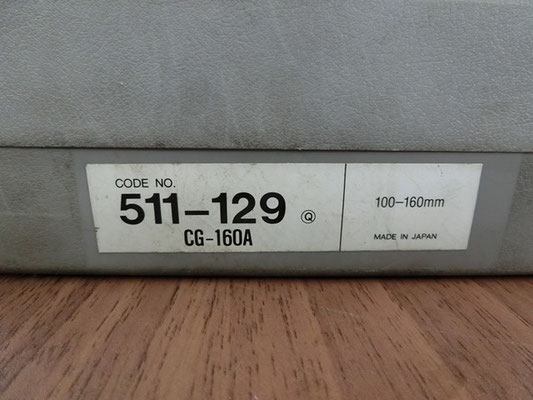 CODE NO.
511-129 Ⓠ
CG-160A
100-160mm
MADE IN JAPAN